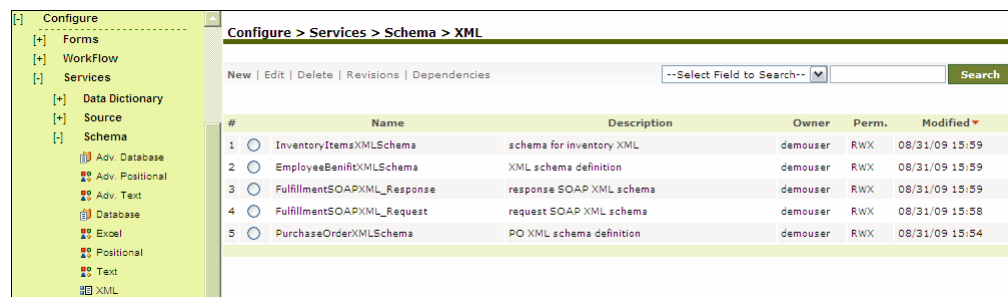 [-] Configure
[+] Forms
[+] WorkFlow
[-] Services
[+] Data Dictionary
[+] Source
[-] Schema
Adv. Database
Adv. Positional
Adv. Text
Database
Excel
Positional
Text
XML
Configure > Services > Schema > XML
New | Edit | Delete | Revisions | Dependencies --Select Field to Search-- Search
# Name Description Owner Perm. Modified
1 InventoryItemsXMLSchema schema for inventory XML demouser RWX 08/31/09 15:59
2 EmployeeBenifitXMLSchema XML schema definition demouser RWX 08/31/09 15:59
3 FulfillmentSOAPXML_Response response SOAP XML schema demouser RWX 08/31/09 15:59
4 FulfillmentSOAPXML_Request request SOAP XML schema demouser RWX 08/31/09 15:58
5 PurchaseOrderXMLSchema PO XML schema definition demouser RWX 08/31/09 15:54